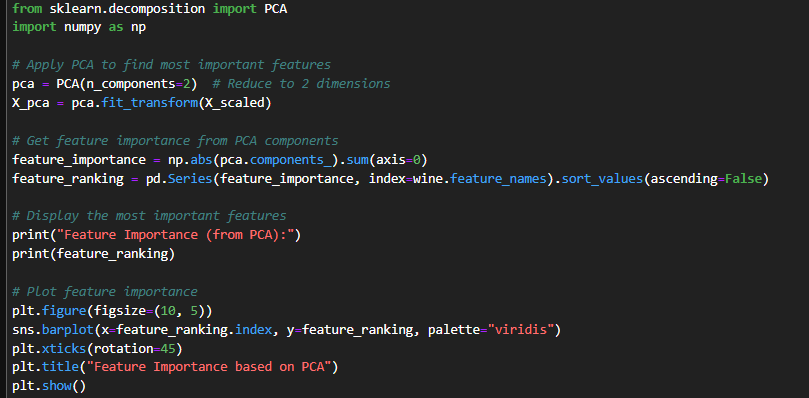 from sklearn.decomposition import PCA
import numpy as np
# Apply PCA to find most important features
pca = PCA(n_components=2)  # Reduce to 2 dimensions
X_pca = pca.fit_transform(X_scaled)
# Get feature importance from PCA components
feature_importance = np.abs(pca.components_).sum(axis=0)
feature_ranking = pd.Series(feature_importance, index=wine.feature_names).sort_values(ascending=False)
# Display the most important features
print("Feature Importance (from PCA):")
print(feature_ranking)
# Plot feature importance
plt.figure(figsize=(10, 5))
sns.barplot(x=feature_ranking.index, y=feature_ranking, palette="viridis")
plt.xticks(rotation=45)
plt.title("Feature Importance based on PCA")
plt.show()